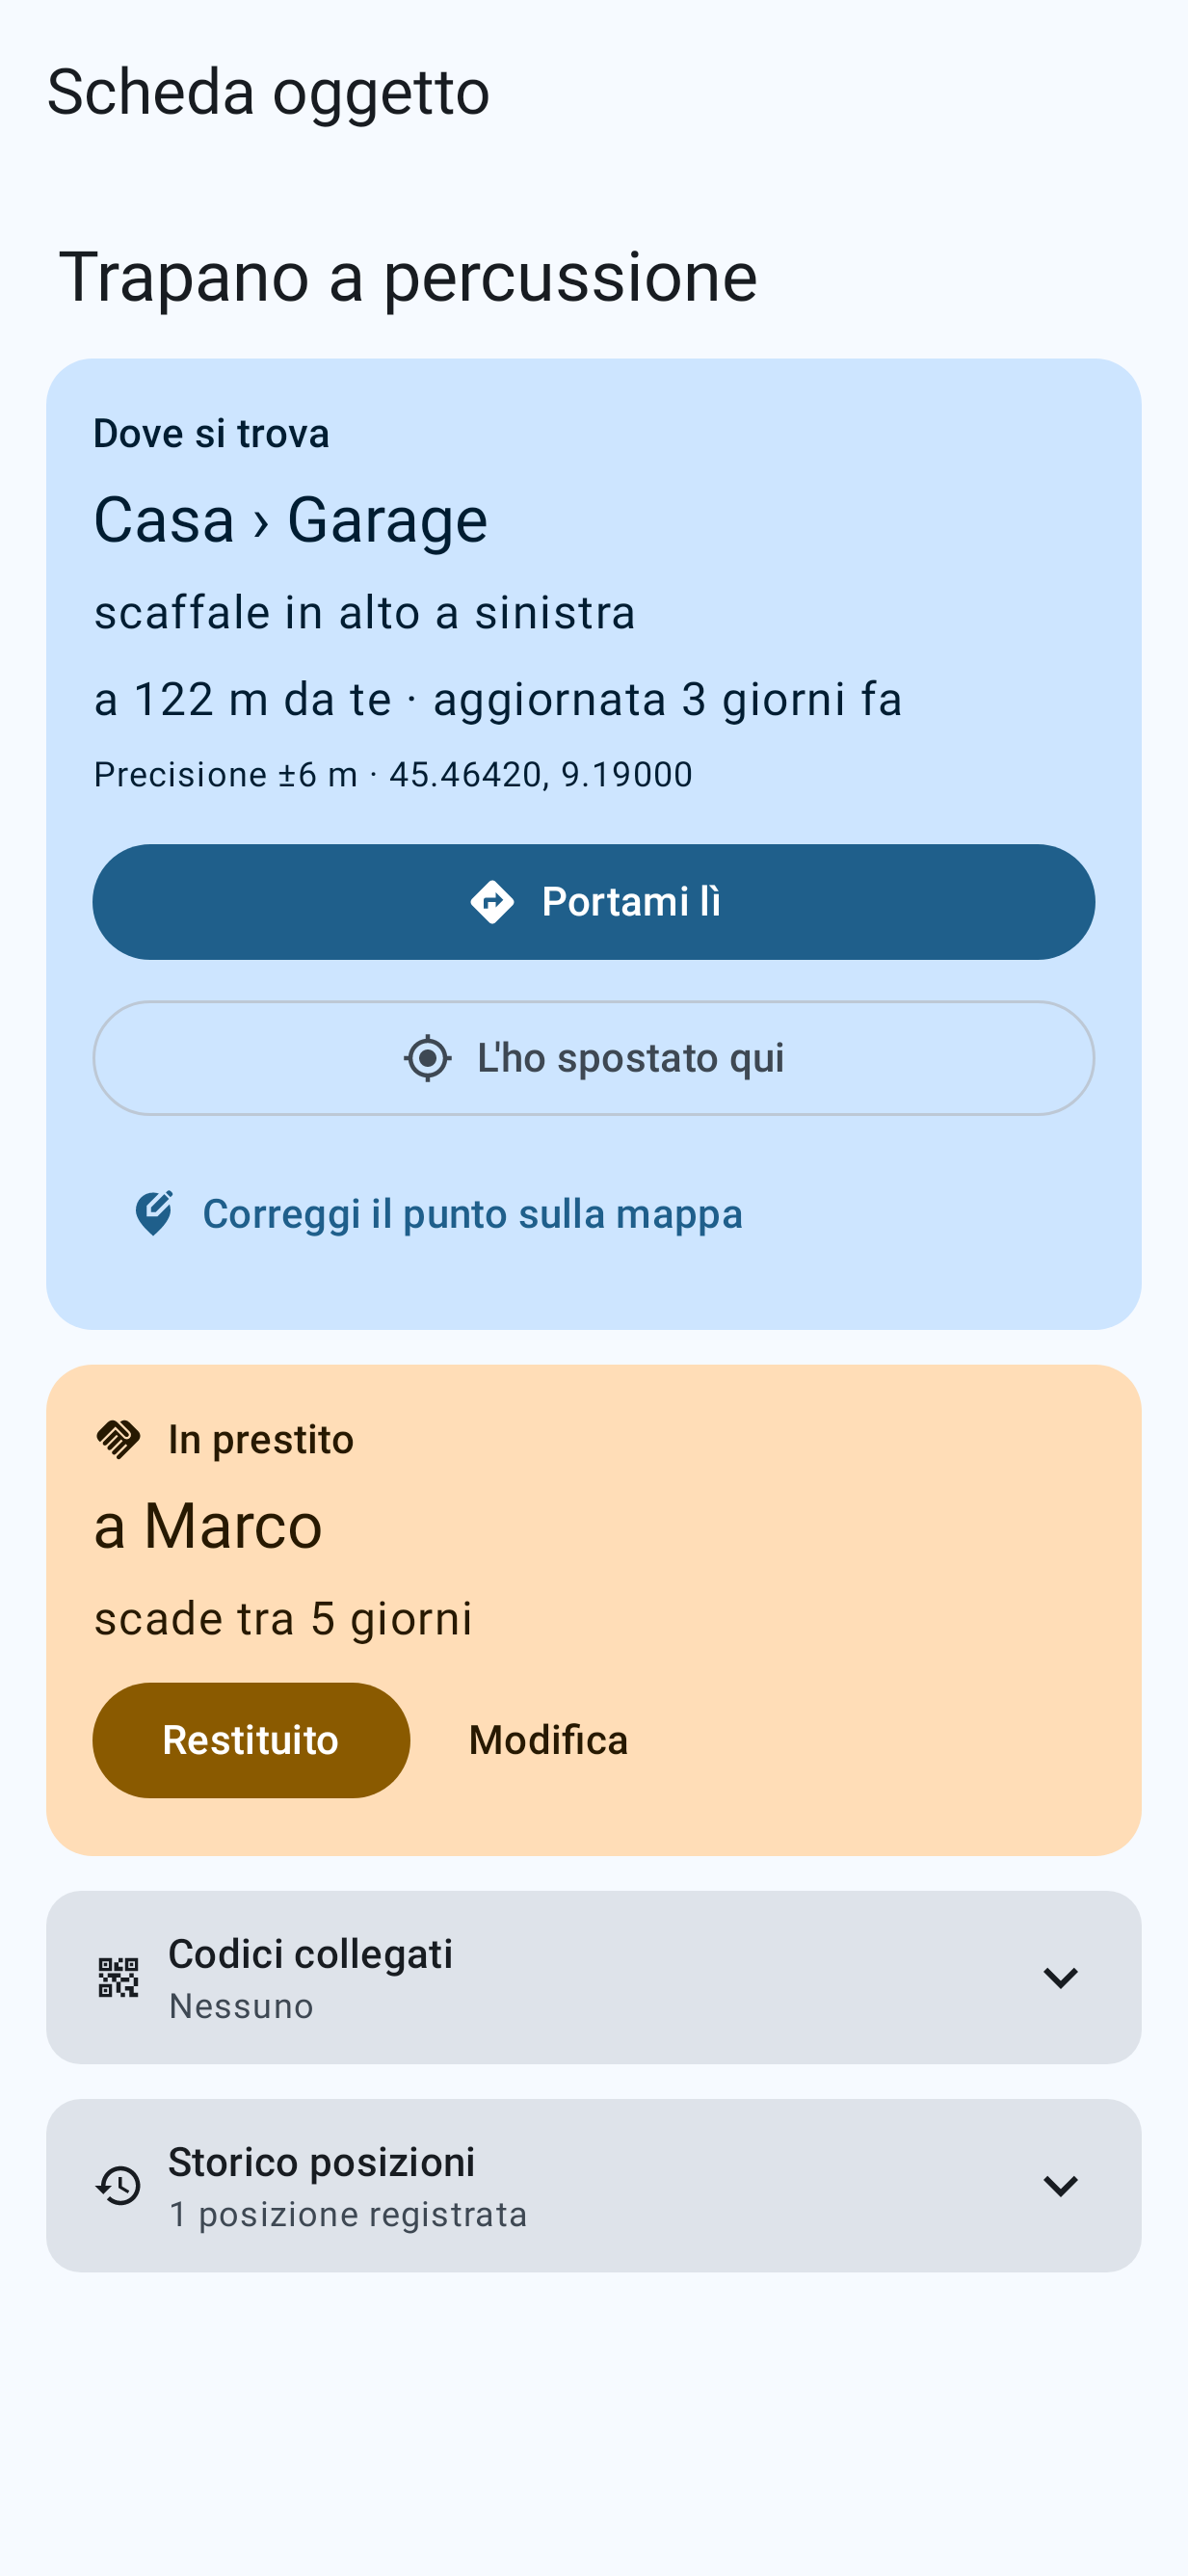 Scheda oggetto
Trapano a percussione
Dove si trova
Casa › Garage
scaffale in alto a sinistra
a 122 m da te · aggiornata 3 giorni fa
Precisione ±6 m · 45.46420, 9.19000
Portami lì
L'ho spostato qui
Correggi il punto sulla mappa
In prestito
a Marco
scade tra 5 giorni
Restituito
Modifica
Codici collegati
Nessuno
Storico posizioni
1 posizione registrata